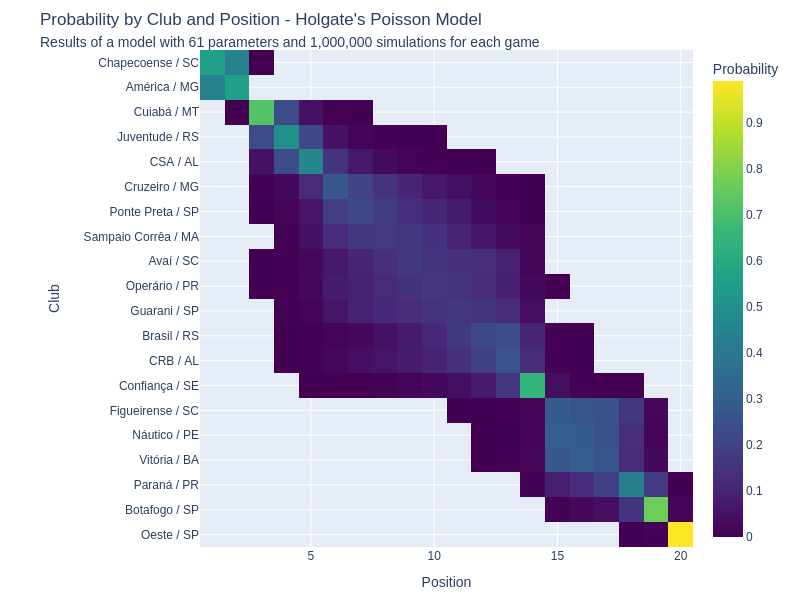 Probability by Club and Position - Holgate's Poisson Model
Results of a model with 61 parameters and 1,000,000 simulations for each game
Probability
Chapecoense / SC
América / MG
Cuiabá / MT
Juventude / RS
CSA / AL
Cruzeiro / MG
Ponte Preta / SP
Sampaio Corrêa / MA
Avaí / SC
Operário / PR
Guarani / SP
Brasil / RS
CRB / AL
Confiança / SE
Figueirense / SC
Náutico / PE
Vitória / BA
Paraná / PR
Botafogo / SP
Oeste / SP
Club
5
10
15
20
Position
0.9
0.8
0.7
0.6
0.5
0.4
0.3
0.2
0.1
0